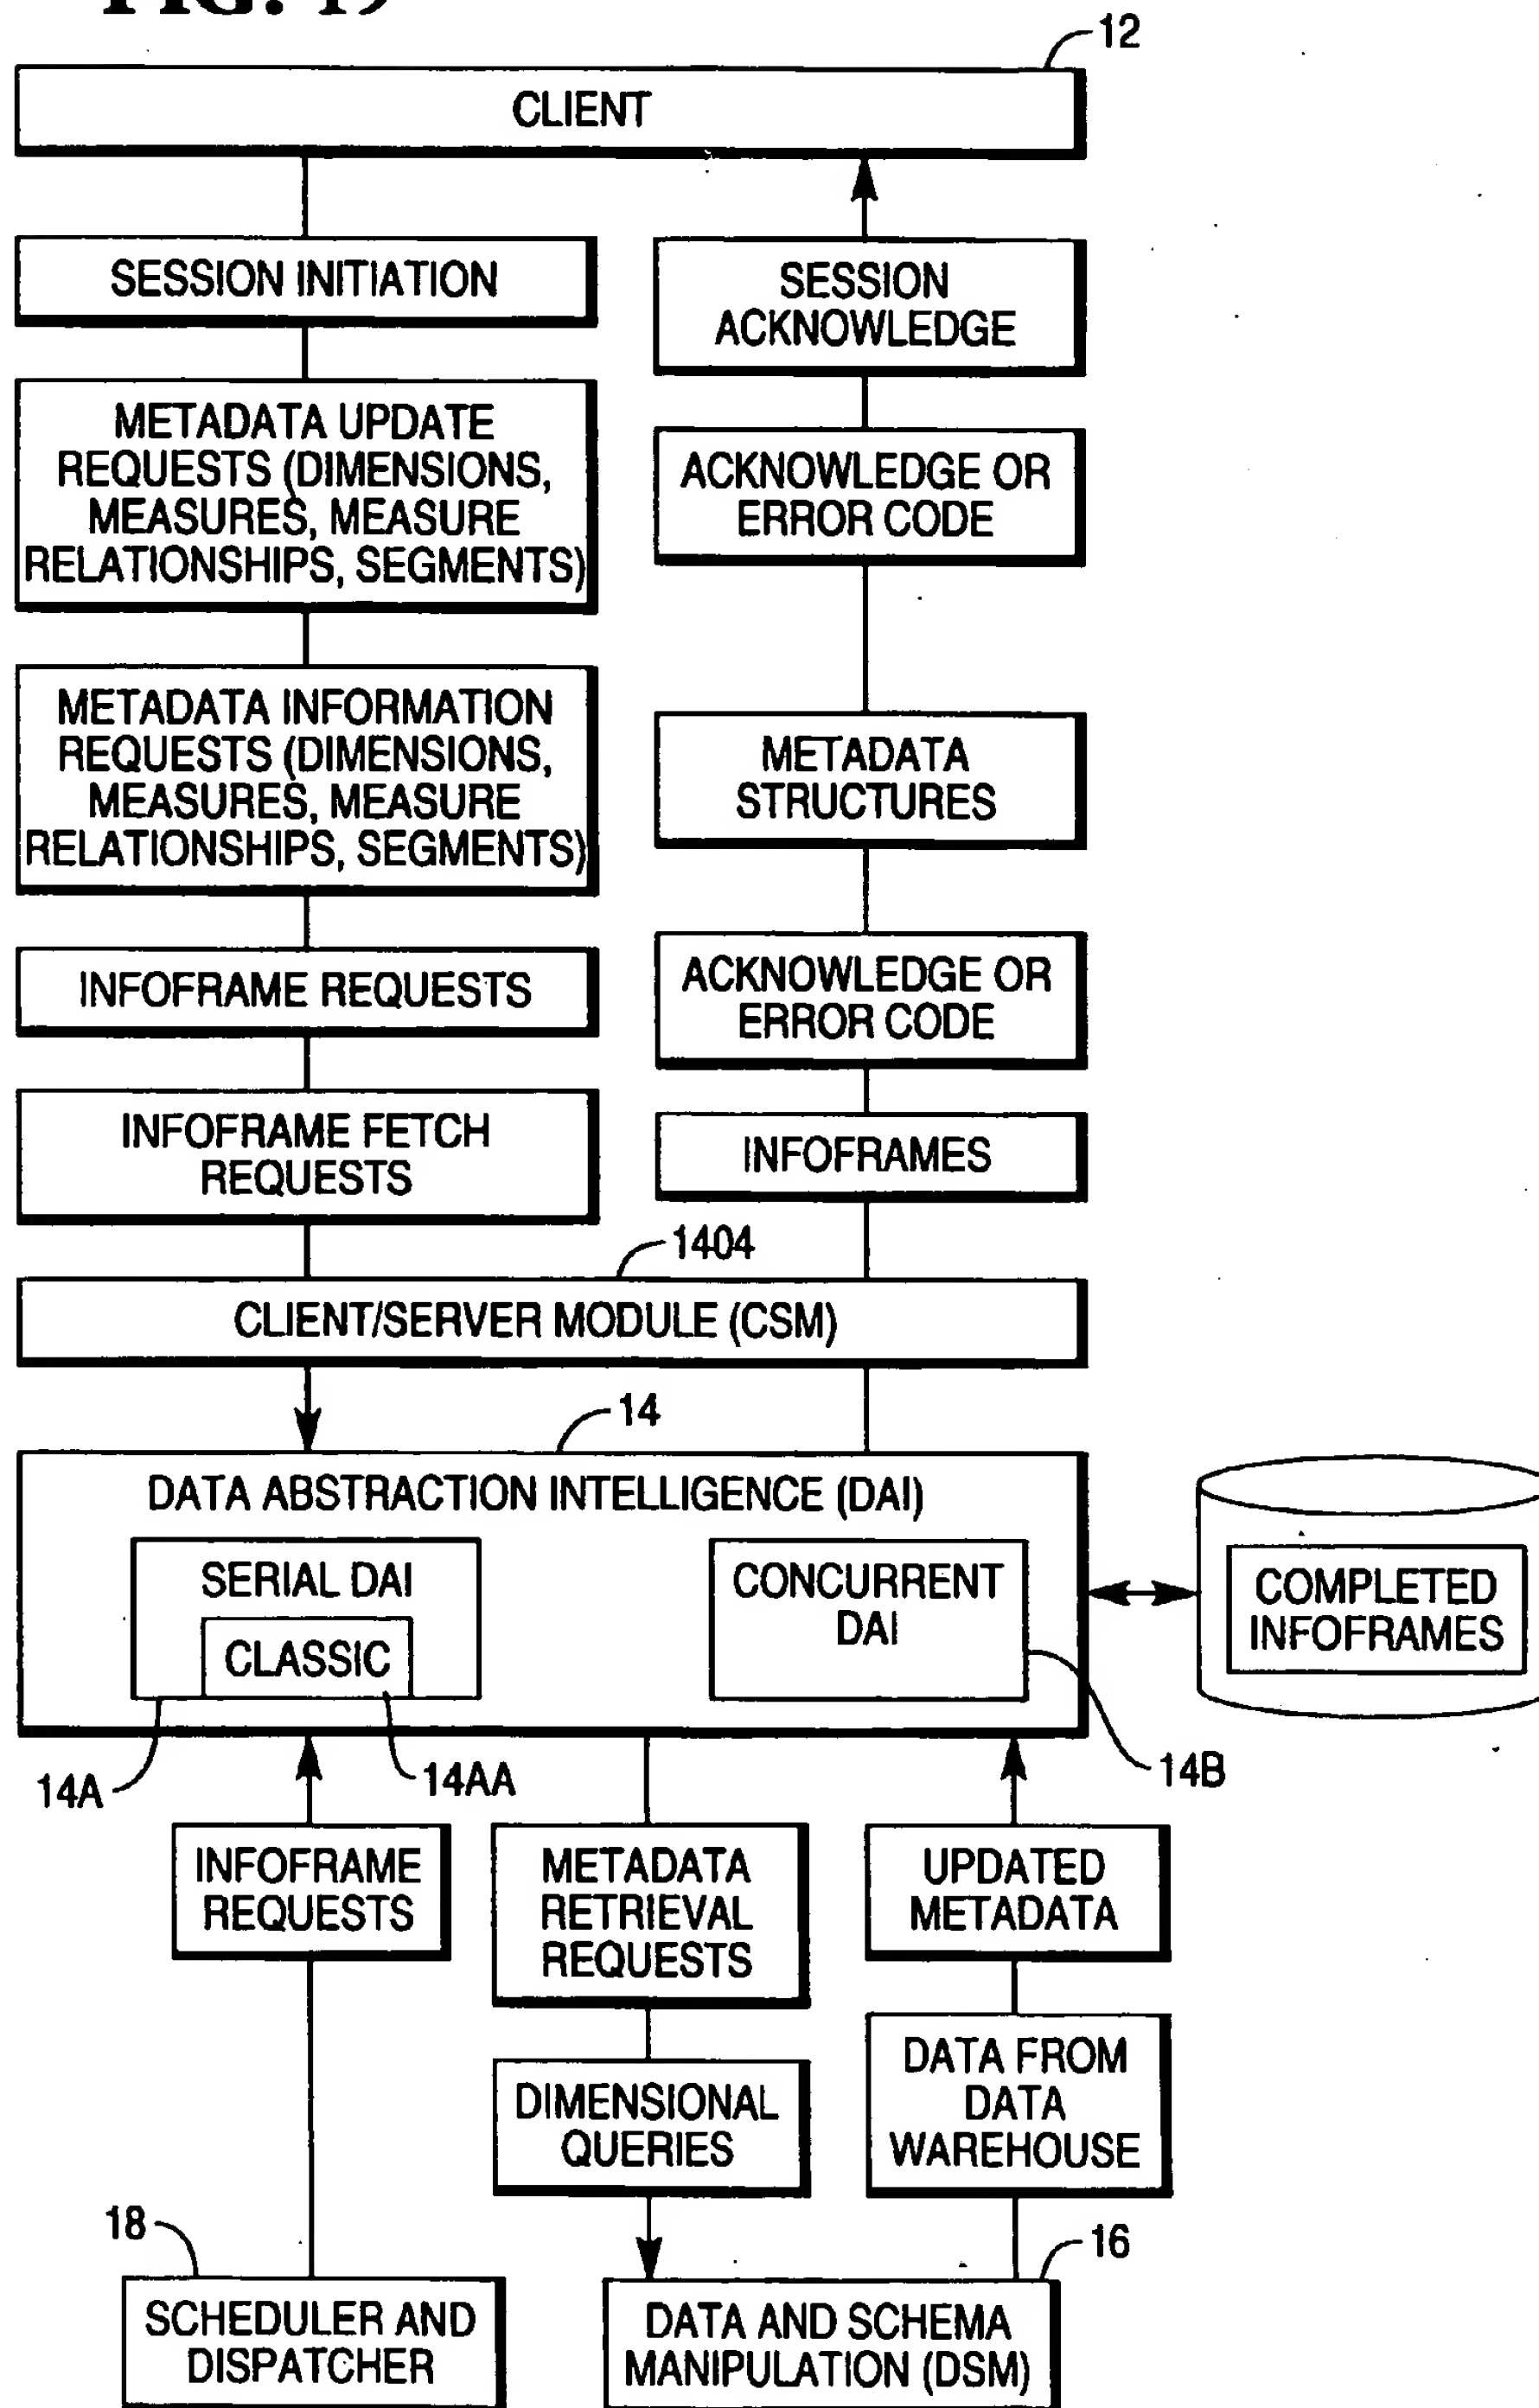 FIG. 19
12
CLIENT
SESSION INITIATION
SESSION
ACKNOWLEDGE
METADATA UPDATE
REQUESTS (DIMENSIONS,
MEASURES, MEASURE
RELATIONSHIPS, SEGMENTS)
ACKNOWLEDGE OR
ERROR CODE
METADATA INFORMATION
REQUESTS (DIMENSIONS,
MEASURES, MEASURE
RELATIONSHIPS, SEGMENTS)
METADATA
STRUCTURES
INFOFRAME REQUESTS
ACKNOWLEDGE OR
ERROR CODE
INFOFRAME FETCH
REQUESTS
INFOFRAMES
1404
CLIENT/SERVER MODULE (CSM)
14
DATA ABSTRACTION INTELLIGENCE (DAI)
SERIAL DAI
CLASSIC
CONCURRENT
DAI
COMPLETED
INFOFRAMES
14A
14AA
14B
INFOFRAME
REQUESTS
METADATA
RETRIEVAL
REQUESTS
UPDATED
METADATA
DIMENSIONAL
QUERIES
DATA FROM
DATA
WAREHOUSE
18
16
SCHEDULER AND
DISPATCHER
DATA AND SCHEMA
MANIPULATION (DSM)